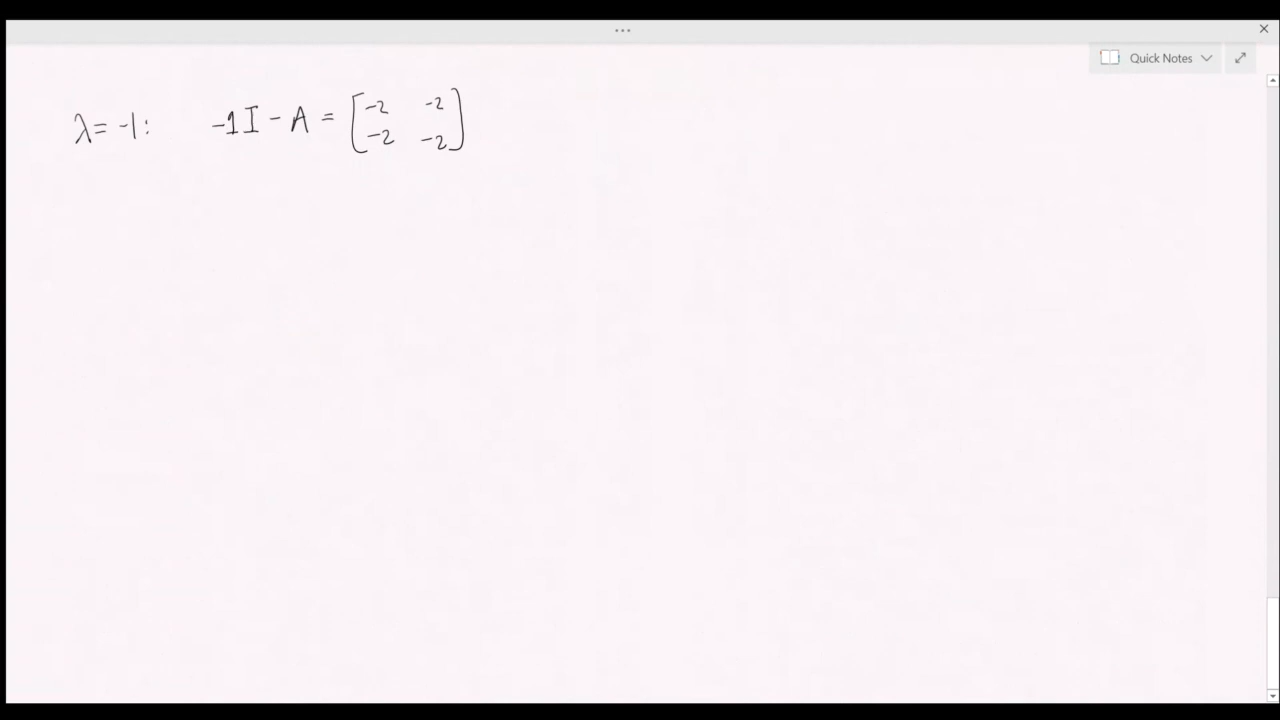 Quick Notes
λ = -1: -1I - A = [-2 -2
-2 -2]